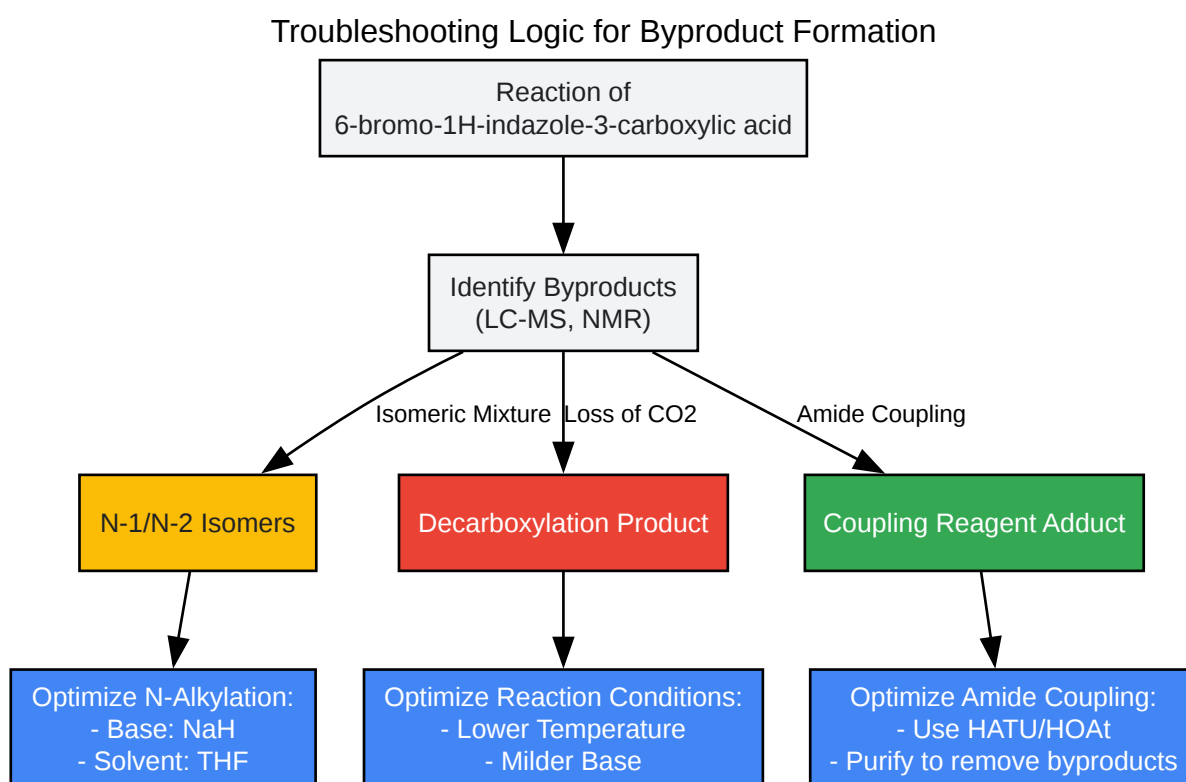 Troubleshooting Logic for Byproduct Formation
Reaction of
6-bromo-1H-indazole-3-carboxylic acid
Identify Byproducts
(LC-MS, NMR)
Isomeric Mixture
Loss of CO2
Amide Coupling
N-1/N-2 Isomers
Decarboxylation Product
Coupling Reagent Adduct
Optimize N-Alkylation:
- Base: NaH
- Solvent: THF
Optimize Reaction Conditions:
- Lower Temperature
- Milder Base
Optimize Amide Coupling:
- Use HATU/HOAt
- Purify to remove byproducts